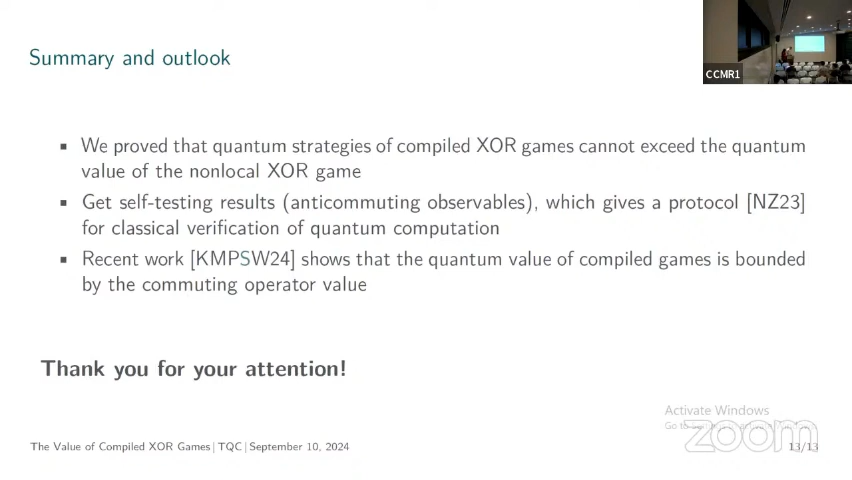 Summary and outlook
CCMR1
▪ We proved that quantum strategies of compiled XOR games cannot exceed the quantum
value of the nonlocal XOR game
▪ Get self-testing results (anticommuting observables), which gives a protocol [NZ23]
for classical verification of quantum computation
▪ Recent work [KMPSW24] shows that the quantum value of compiled games is bounded
by the commuting operator value
Thank you for your attention!
Activate Windows
Go to
zoom
The Value of Compiled XOR Games | TQC | September 10, 2024
13/13